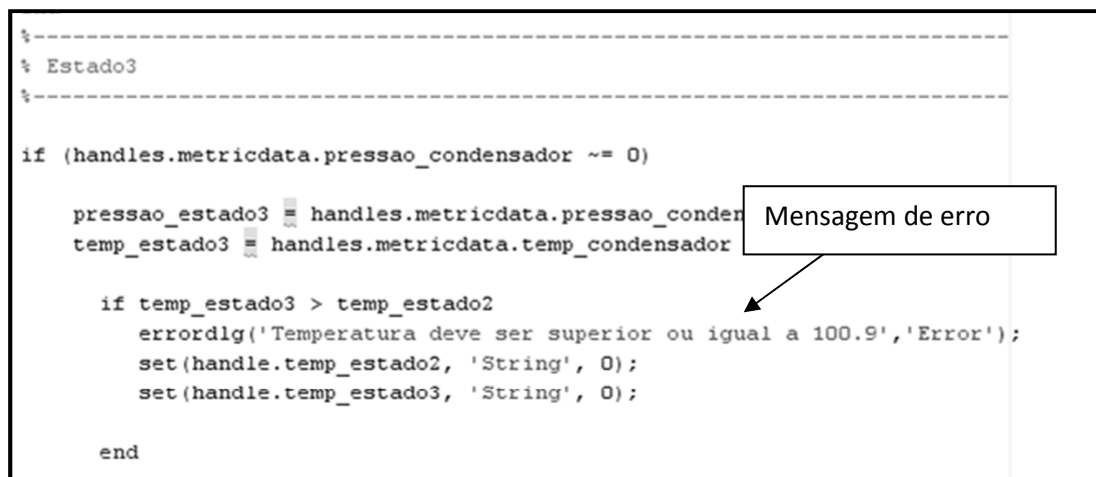 %-------------------------------------------------------------------------
% Estado3
%-------------------------------------------------------------------------
if (handles.metricdata.pressao_condensador ~= 0)
pressao_estado3 = handles.metricdata.pressao_conden
temp_estado3 = handles.metricdata.temp_condensador
Mensagem de erro
if temp_estado3 > temp_estado2
errordlg('Temperatura deve ser superior ou igual a 100.9','Error');
set(handle.temp_estado2, 'String', 0);
set(handle.temp_estado3, 'String', 0);
end